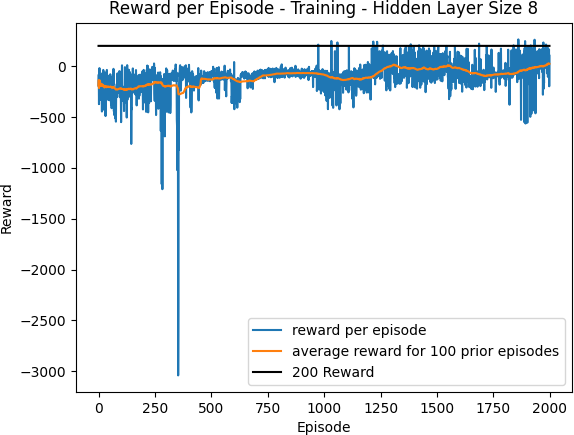 Reward per Episode - Training - Hidden Layer Size 8
Reward
0
−500
−1000
−1500
−2000
−2500
−3000
reward per episode
average reward for 100 prior episodes
200 Reward
0 250 500 750 1000 1250 1500 1750 2000
Episode